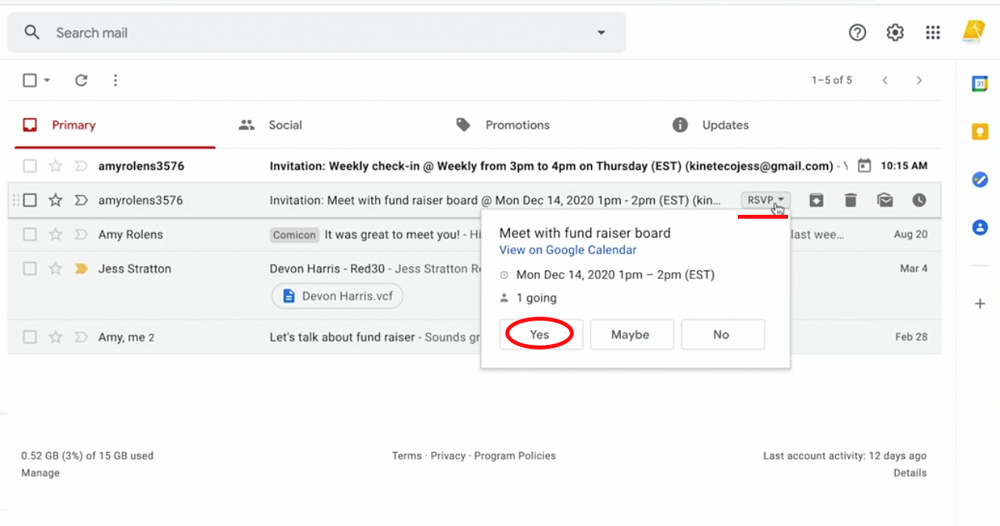 Search mail
1–5 of 5
31
Primary
Social
Promotions
Updates
amyrolens3576 Invitation: Weekly check-in @ Weekly from 3pm to 4pm on Thursday (EST) (kinetecojess@gmail.com) - 10:15 AM
amyrolens3576 Invitation: Meet with fund raiser board @ Mon Dec 14, 2020 1pm - 2pm (EST) (kin... RSVP
Amy Rolens Comicon It was great to meet you! - Hi last wee... Aug 20
Jess Stratton Devon Harris - Red30 - Jess Stratton Re Mar 4
Devon Harris.vcf
Amy, me 2 Let's talk about fund raiser - Sounds gr Feb 28
Meet with fund raiser board
View on Google Calendar
Mon Dec 14, 2020 1pm – 2pm (EST)
1 going
Yes Maybe No
0.52 GB (3%) of 15 GB used
Manage
Terms · Privacy · Program Policies
Last account activity: 12 days ago
Details